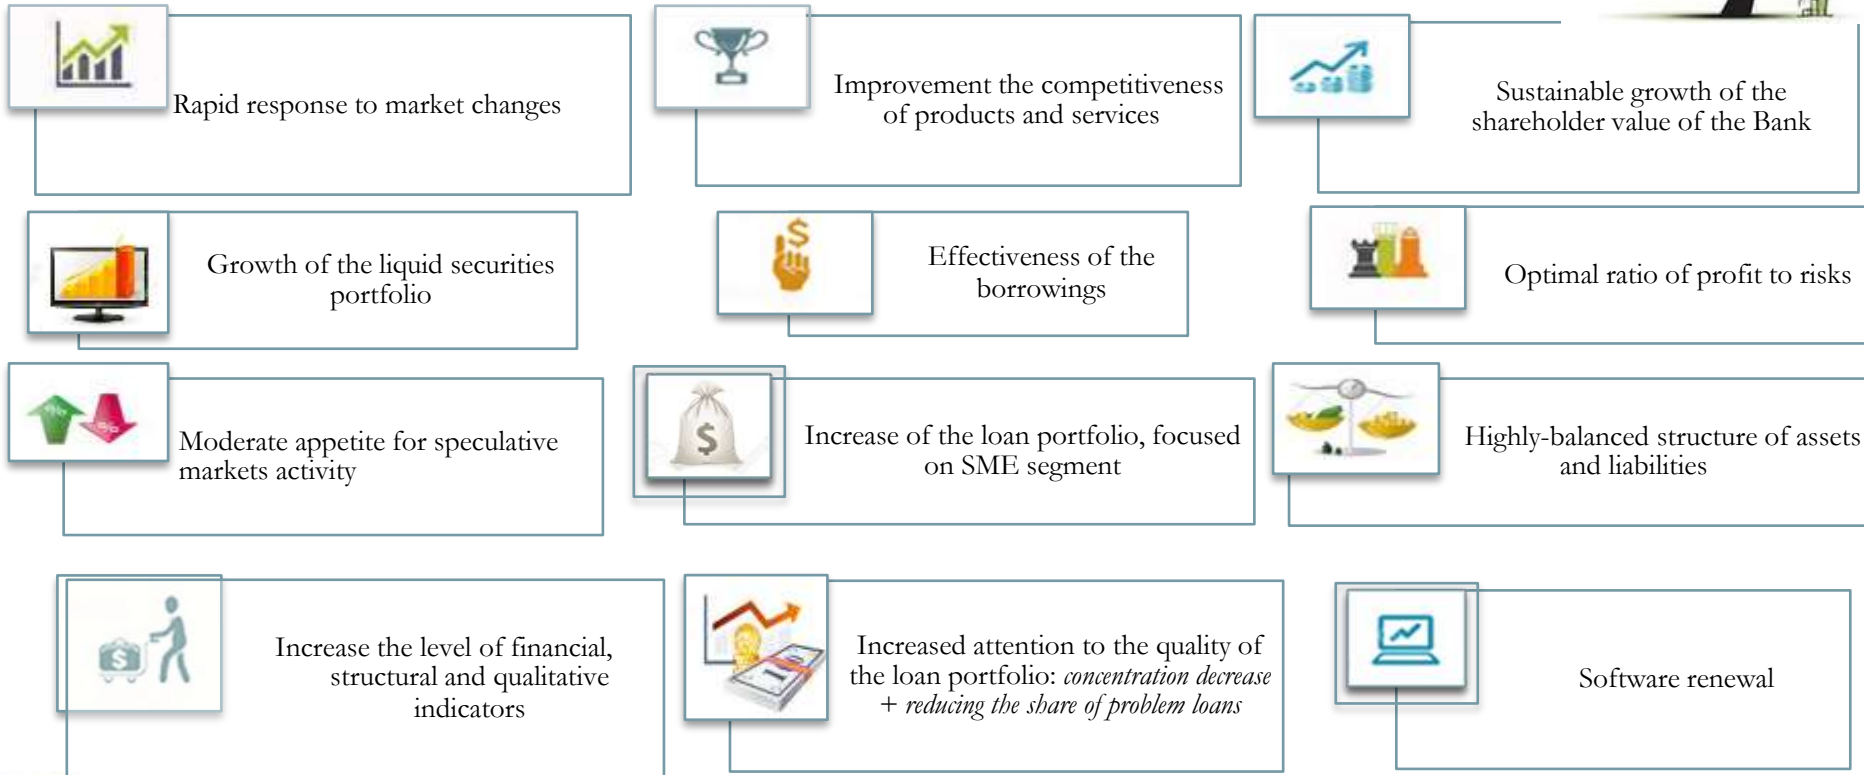 Rapid response to market changes
Improvement the competitiveness
of products and services
Sustainable growth of the
shareholder value of the Bank
Growth of the liquid securities
portfolio
Effectiveness of the
borrowings
Optimal ratio of profit to risks
Moderate appetite for speculative
markets activity
Increase of the loan portfolio, focused
on SME segment
Highly-balanced structure of assets
and liabilities
Increase the level of financial,
structural and qualitative
indicators
Increased attention to the quality of
the loan portfolio: concentration decrease
+ reducing the share of problem loans
Software renewal